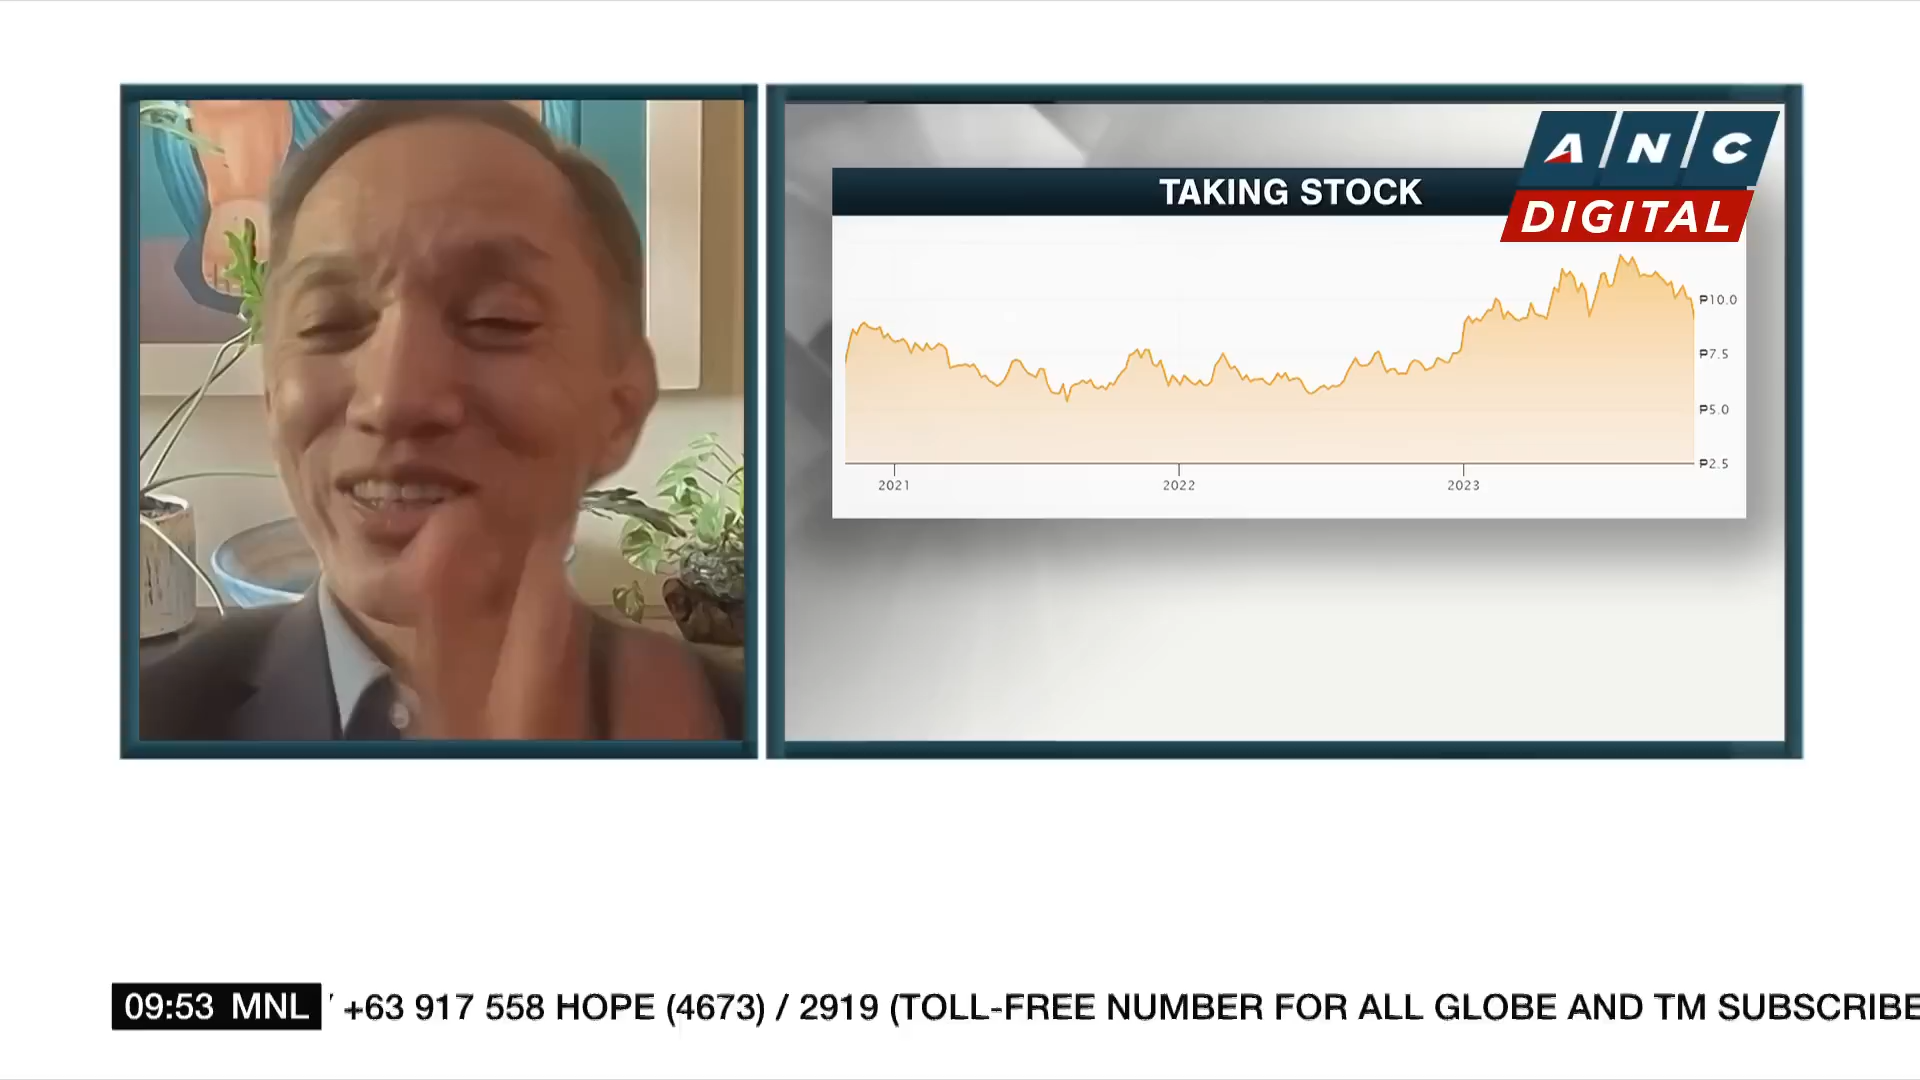 ANC
DIGITAL
TAKING STOCK
₱10.0
₱7.5
₱5.0
₱2.5
2021 2022 2023
09:53 MNL +63 917 558 HOPE (4673) / 2919 (TOLL-FREE NUMBER FOR ALL GLOBE AND TM SUBSCRIBE